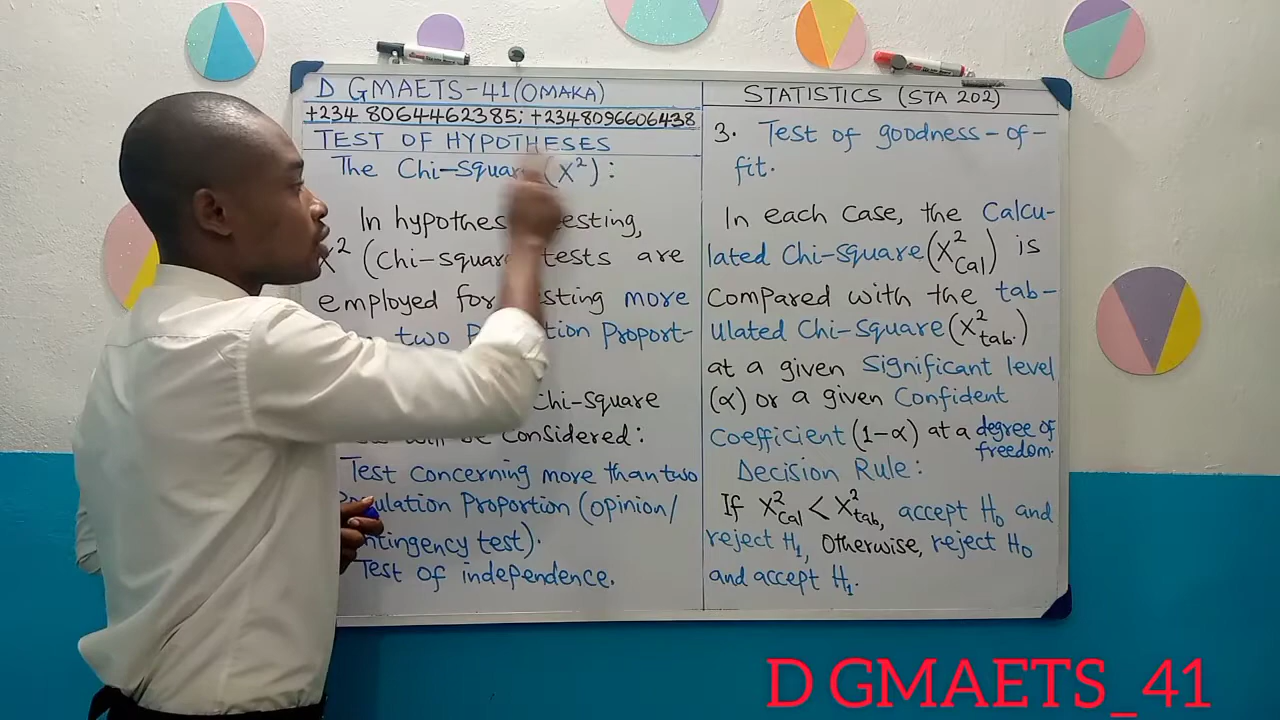 D GMAETS-41(OMAKA)
+234 8064462385; +2348096606438
TEST OF HYPOTHESES
The Chi-Square (X²):
In hypothes testing,
X² (Chi-square tests are
employed for testing more
two Population Proport-
Chi-Square
will be Considered:
Test Concerning more than two
Population Proportion (opinion/
ntingency test).
Test of independence.
STATISTICS (STA 202)
3. Test of goodness-of-
fit.
In each Case, the Calcu-
lated Chi-Square (X²Cal) is
Compared with the tab-
ulated Chi-Square (X²tab.)
at a given Significant level
(α) or a given Confident
Coefficient (1-α) at a degree of
freedom.
Decision Rule:
If X²Cal < X²tab, accept H0 and
reject H1, Otherwise, reject H0
and accept H1.
D GMAETS_41